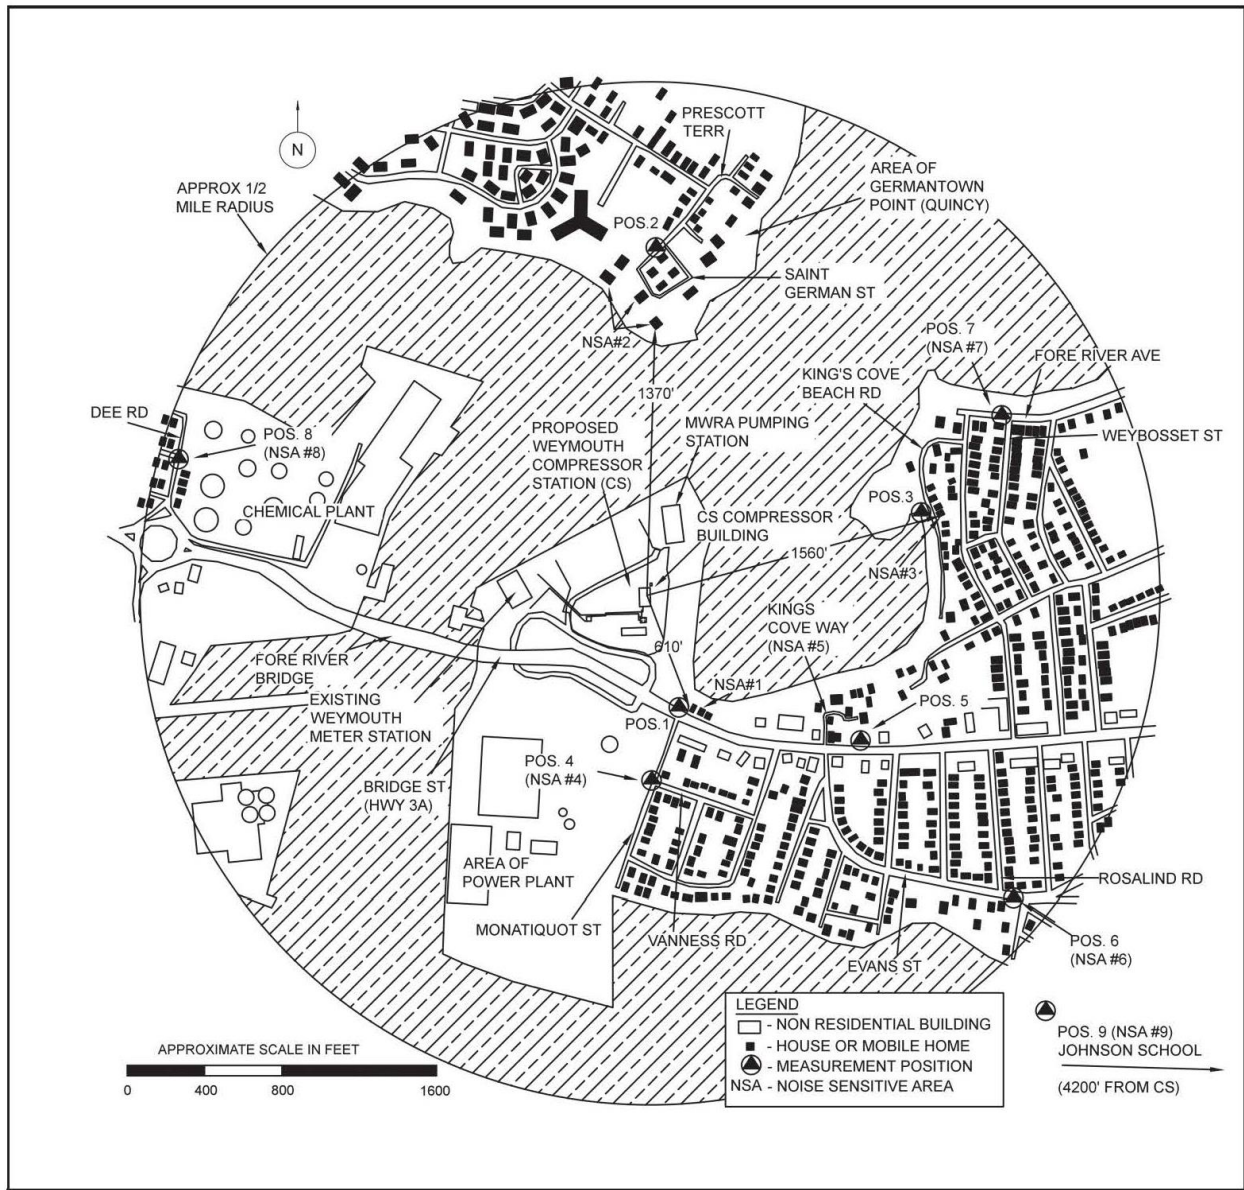 PRESCOTT
TERR
N
AREA OF
GERMANTOWN
POINT (QUINCY)
APPROX 1/2
MILE RADIUS
POS.2
SAINT
GERMAN ST
NSA#2
POS. 7
(NSA #7)
FORE RIVER AVE
KING'S COVE
BEACH RD
1370'
DEE RD
POS. 8
(NSA #8)
PROPOSED
WEYMOUTH
COMPRESSOR
STATION (CS)
MWRA PUMPING
STATION
WEYBOSSET ST
POS.3
CHEMICAL PLANT
CS COMPRESSOR
BUILDING
1560'
NSA#3
KINGS
COVE WAY
(NSA #5)
610'
FORE RIVER
BRIDGE
NSA#1
EXISTING
WEYMOUTH
METER STATION
POS.1
POS. 5
POS. 4
(NSA #4)
BRIDGE ST
(HWY 3A)
AREA OF
POWER PLANT
ROSALIND RD
MONATIQUOT ST
VANNESS RD
EVANS ST
POS. 6
(NSA #6)
LEGEND
- NON RESIDENTIAL BUILDING
- HOUSE OR MOBILE HOME
- MEASUREMENT POSITION
NSA - NOISE SENSITIVE AREA
POS. 9 (NSA #9)
JOHNSON SCHOOL
(4200' FROM CS)
APPROXIMATE SCALE IN FEET
0 400 800 1600